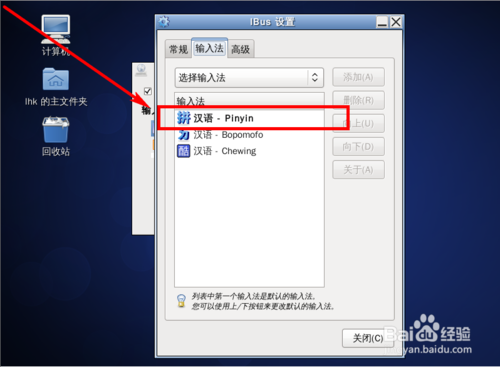 计算机
lhk 的主文件夹
回收站
IBus 设置
常规 输入法 高级
选择输入法
添加(A)
输入法
删除(R)
汉语 - Pinyin
向上(U)
汉语 - Bopomofo
向下(D)
汉语 - Chewing
关于(A)
列表中第一个输入法是默认的输入法。
您可以使用上/下按钮来更改默认的输入法。
关闭(C)
Bai 经验
jingyan.baidu.com